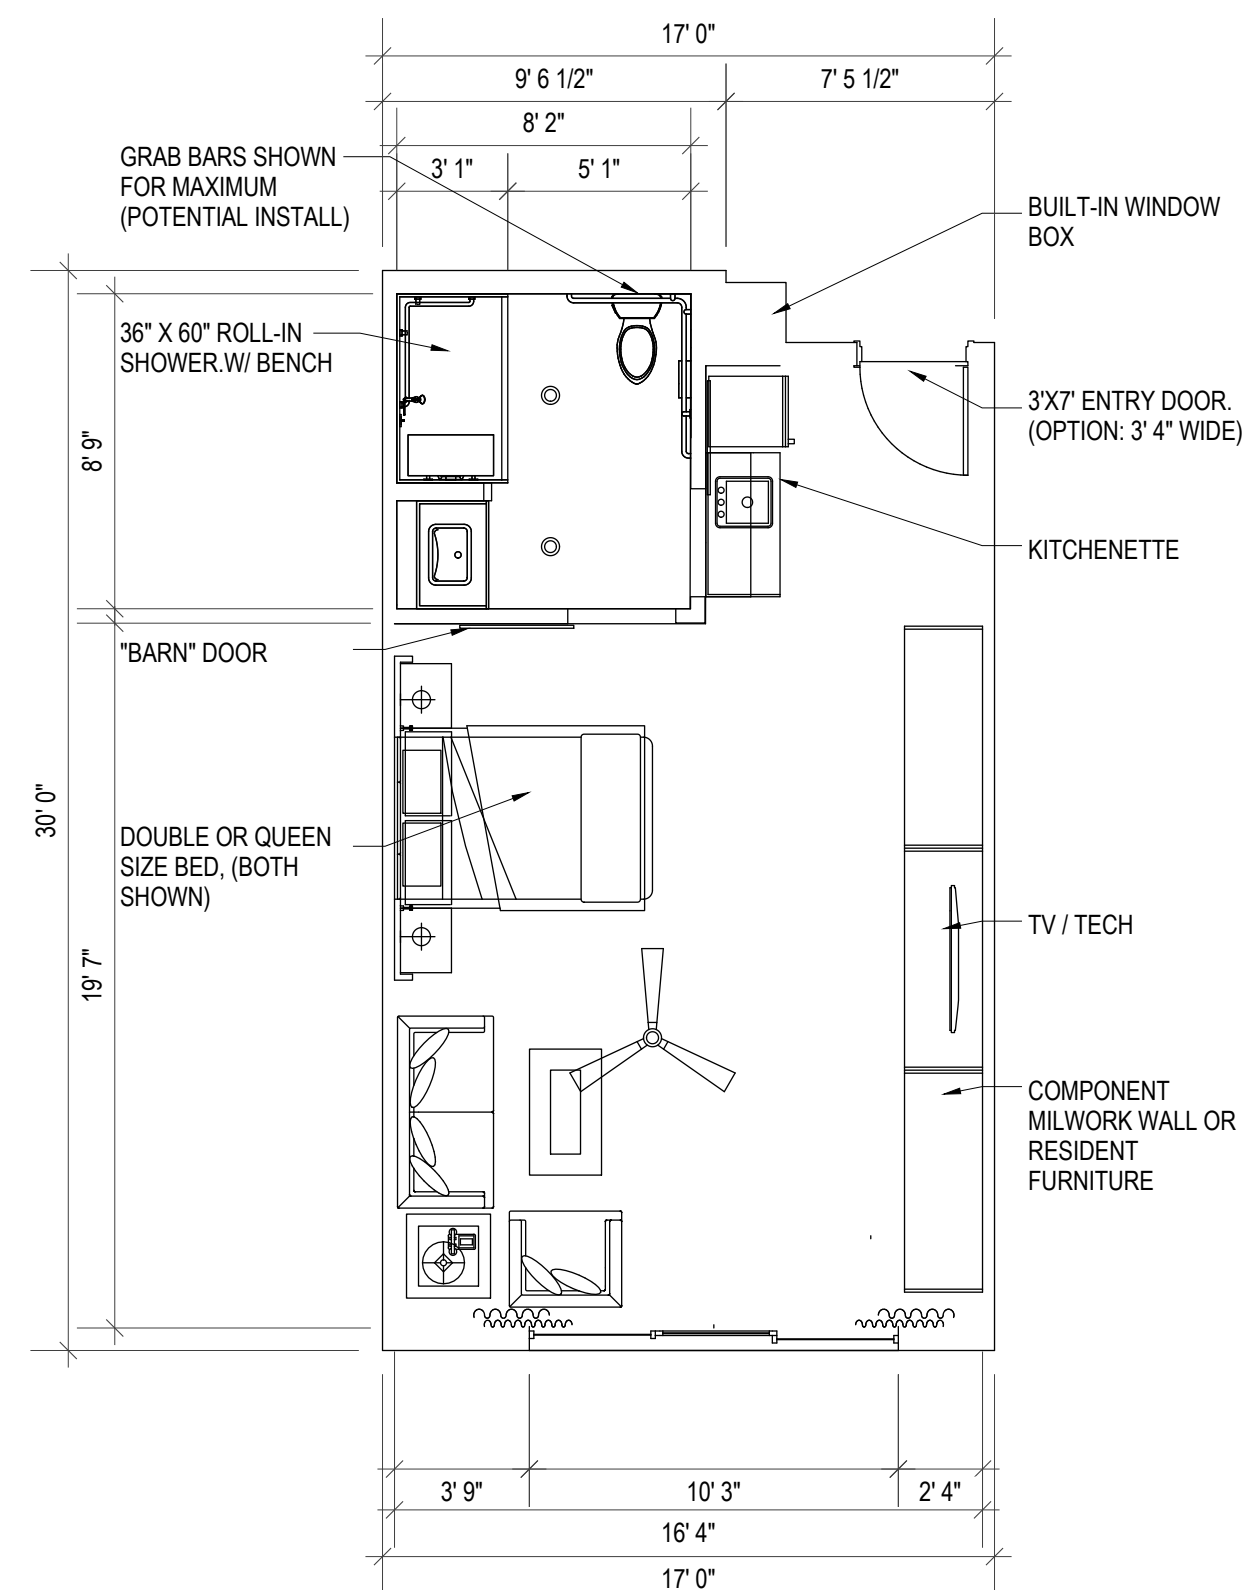 17' 0"
9' 6 1/2"
7' 5 1/2"
8' 2"
3' 1"
5' 1"
GRAB BARS SHOWN
FOR MAXIMUM
(POTENTIAL INSTALL)
BUILT-IN WINDOW
BOX
36" X 60" ROLL-IN
SHOWER.W/ BENCH
3'X7' ENTRY DOOR.
(OPTION: 3' 4" WIDE)
8' 9"
KITCHENETTE
"BARN" DOOR
30' 0"
DOUBLE OR QUEEN
SIZE BED, (BOTH
SHOWN)
TV / TECH
19' 7"
COMPONENT
MILWORK WALL OR
RESIDENT
FURNITURE
3' 9"
10' 3"
2' 4"
16' 4"
17' 0"